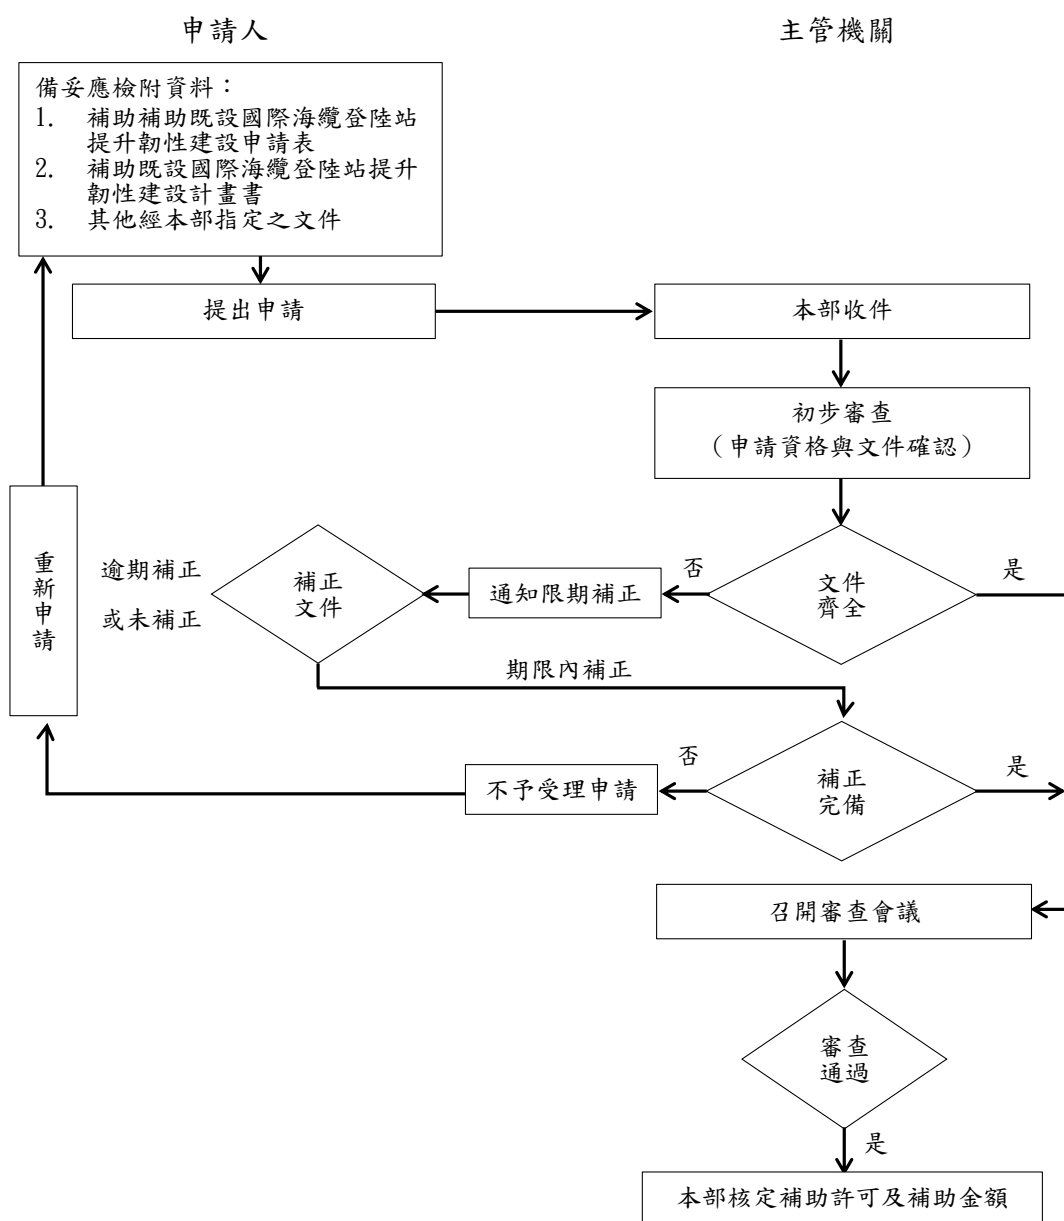 申請人
主管機關
備妥應檢附資料：
1. 補助補助既設國際海纜登陸站
提升韌性建設申請表
2. 補助既設國際海纜登陸站提升
韌性建設計畫書
3. 其他經本部指定之文件
提出申請
本部收件
初步審查
（申請資格與文件確認）
重新申請
逾期補正
或未補正
補正
文件
通知限期補正
否
文件
齊全
是
期限內補正
不予受理申請
否
補正
完備
是
召開審查會議
審查
通過
是
本部核定補助許可及補助金額